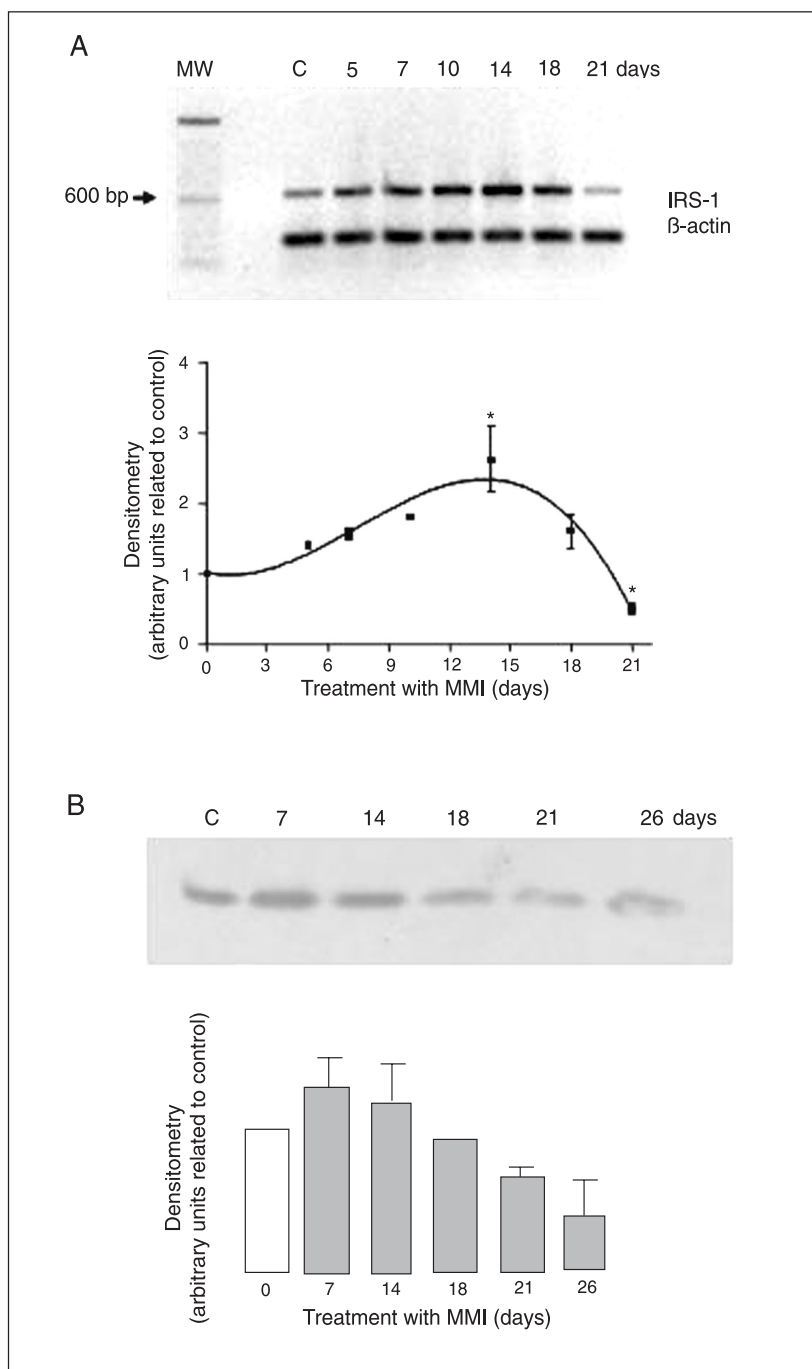 A
MW C 5 7 10 14 18 21 days
600 bp
IRS-1
ß-actin
Densitometry
(arbitrary units related to control)
4
3
2
1
0
*
*
0 3 6 9 12 15 18 21
Treatment with MMI (days)
B
C 7 14 18 21 26 days
Densitometry
(arbitrary units related to control)
0 7 14 18 21 26
Treatment with MMI (days)